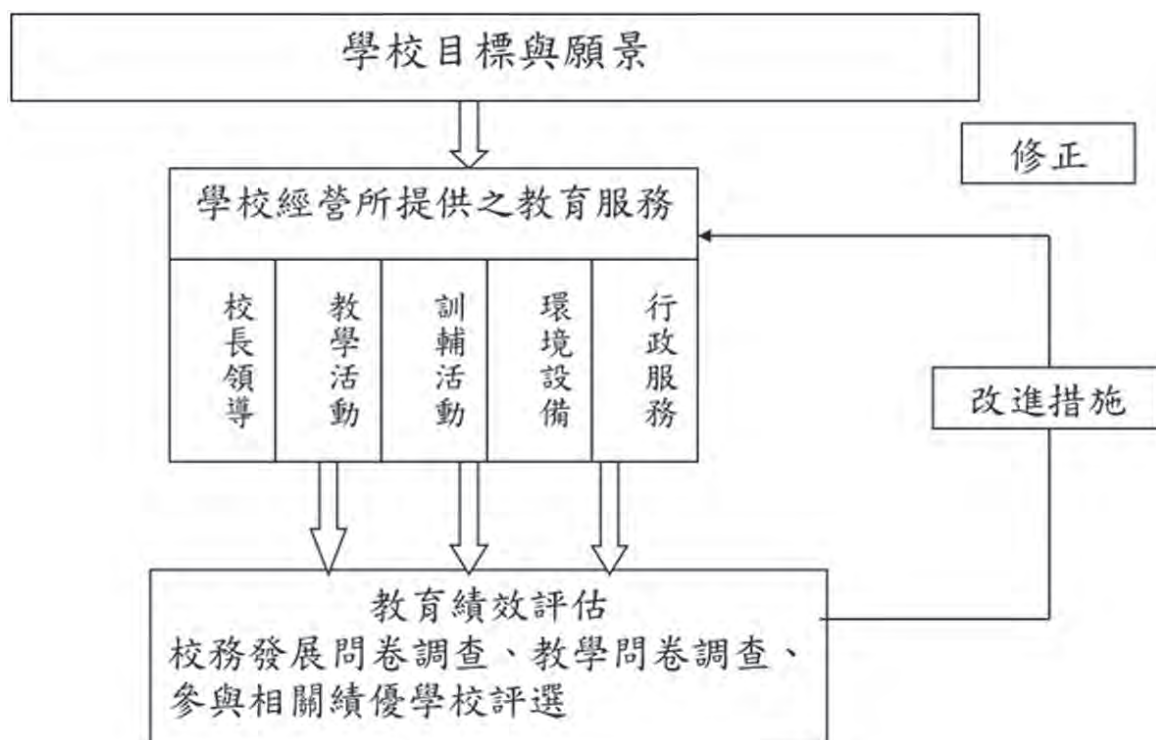 學校目標與願景
修正
學校經營所提供之教育服務
校長領導
教學活動
訓輔活動
環境設備
行政服務
改進措施
教育績效評估
校務發展問卷調查、教學問卷調查、
參與相關績優學校評選